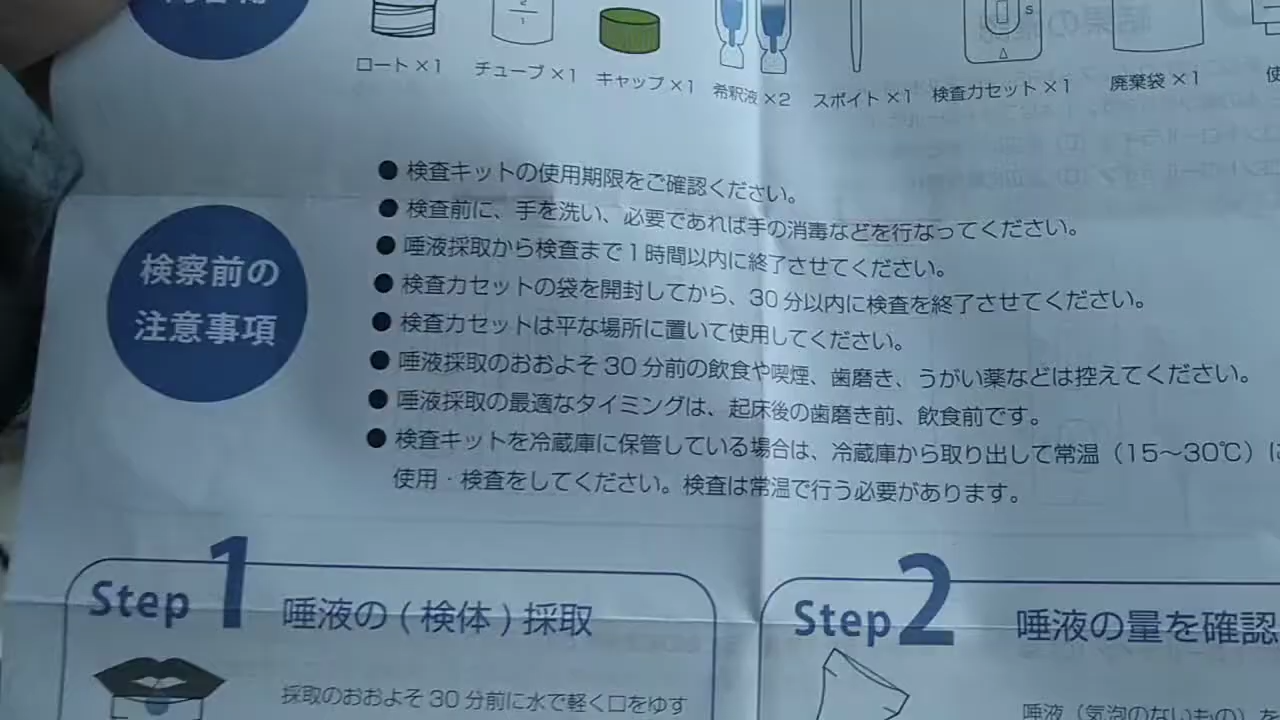 ロート×1 チューブ×1 キャップ×1 希釈液×2 スポイト×1 検査カセット×1 廃棄袋×1 使
S
2
1
検察前の
注意事項
● 検査キットの使用期限をご確認ください。
● 検査前に、手を洗い、必要であれば手の消毒などを行なってください。
● 唾液採取から検査まで1時間以内に終了させてください。
● 検査カセットの袋を開封してから、30分以内に検査を終了させてください。
● 検査カセットは平な場所に置いて使用してください。
● 唾液採取のおおよそ30分前の飲食や喫煙、歯磨き、うがい薬などは控えてください。
● 唾液採取の最適なタイミングは、起床後の歯磨き前、飲食前です。
● 検査キットを冷蔵庫に保管している場合は、冷蔵庫から取り出して常温（15～30℃）に
使用・検査をしてください。検査は常温で行う必要があります。
Step 1 唾液の(検体)採取
採取のおおよそ30分前に水で軽く口をゆす
Step 2 唾液の量を確認
唾液（気泡のないもの）を